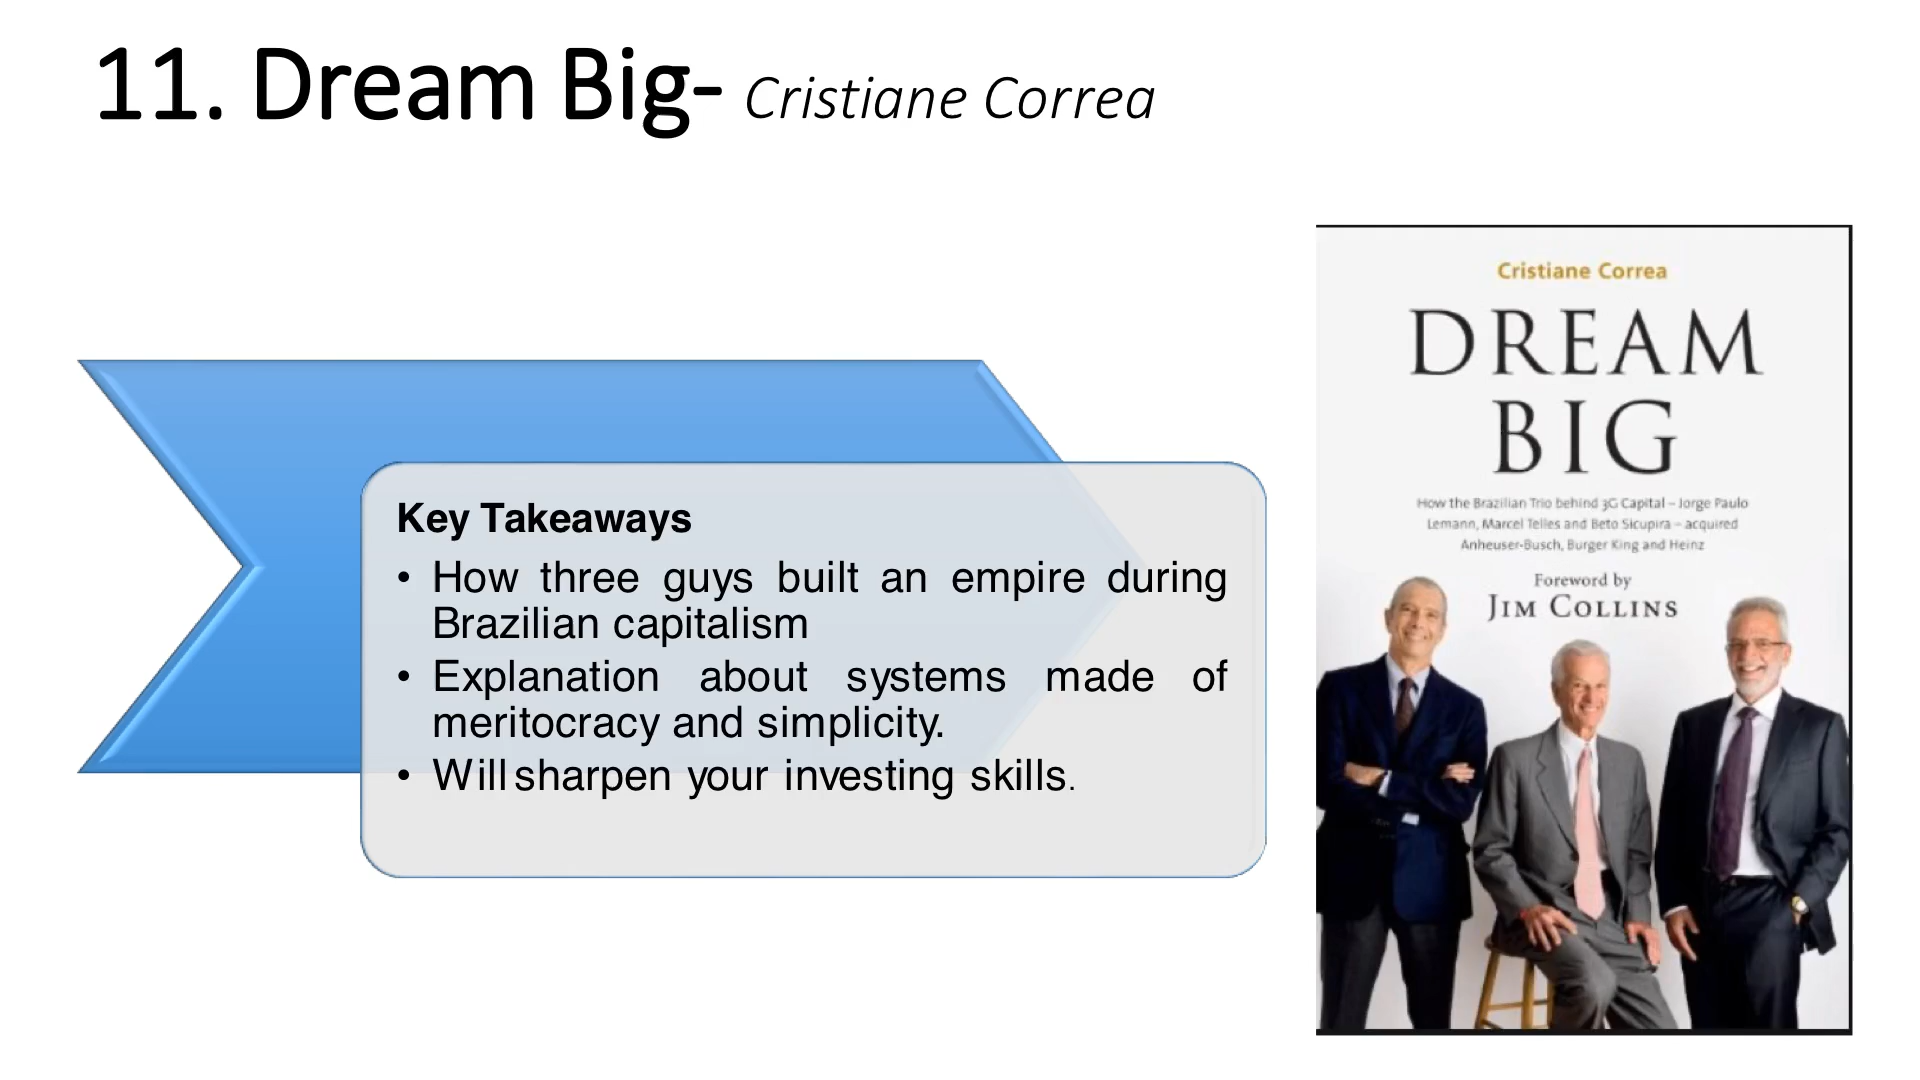 11. Dream Big- Cristiane Correa
Key Takeaways
• How three guys built an empire during
Brazilian capitalism
• Explanation about systems made of
meritocracy and simplicity.
• Will sharpen your investing skills.
Cristiane Correa
DREAM
BIG
How the Brazilian Trio behind 3G Capital – Jorge Paulo
Lemann, Marcel Telles and Beto Sicupira – acquired
Anheuser-Busch, Burger King and Heinz
Foreword by
JIM COLLINS